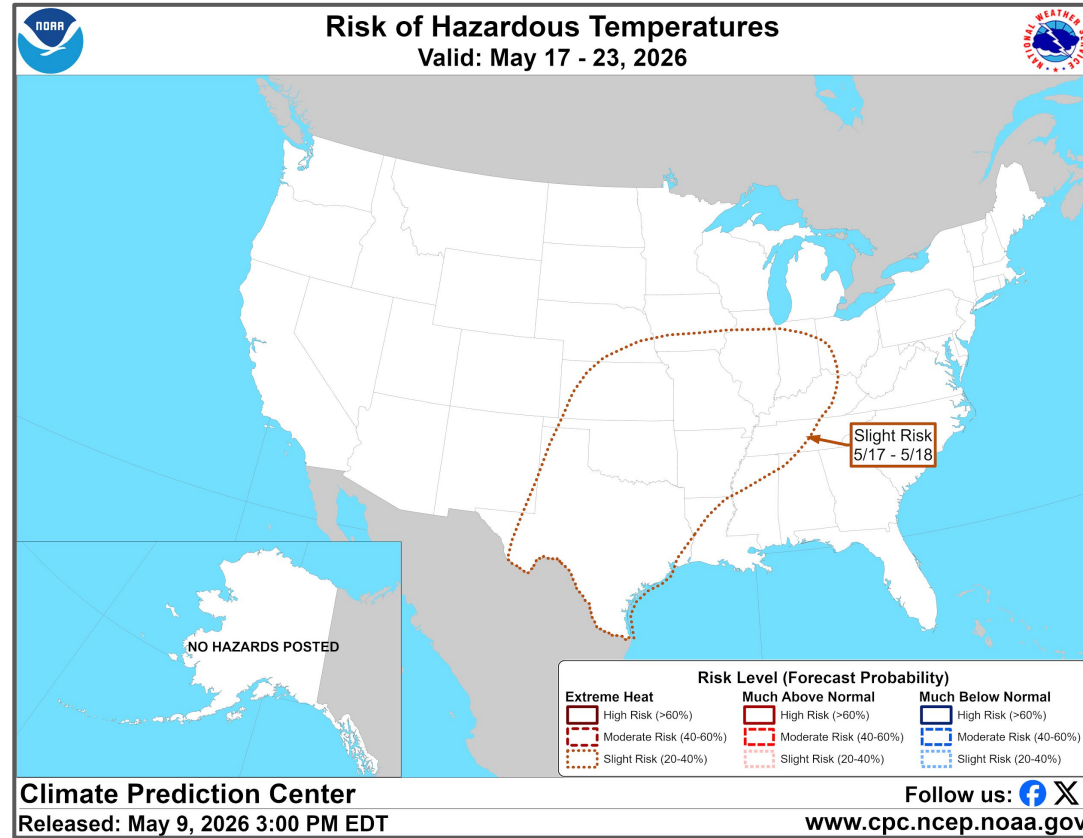 NOAA
Risk of Hazardous Temperatures
Valid: May 17 - 23, 2026
NATIONAL WEATHER SERVICE
Slight Risk
5/17 - 5/18
NO HAZARDS POSTED
Risk Level (Forecast Probability)
Extreme Heat
High Risk (>60%)
Moderate Risk (40-60%)
Slight Risk (20-40%)
Much Above Normal
High Risk (>60%)
Moderate Risk (40-60%)
Slight Risk (20-40%)
Much Below Normal
High Risk (>60%)
Moderate Risk (40-60%)
Slight Risk (20-40%)
Climate Prediction Center
Follow us:
Released: May 9, 2026 3:00 PM EDT
www.cpc.ncep.noaa.gov